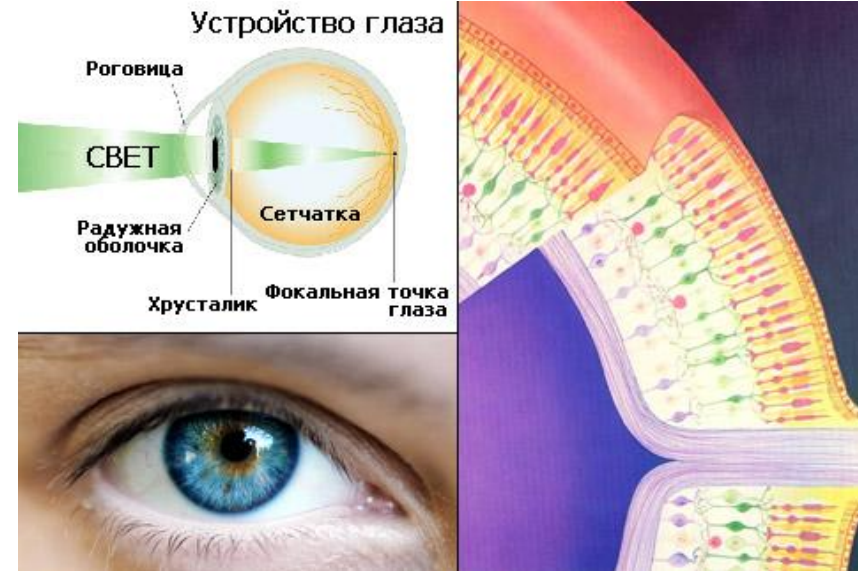 Устройство глаза
Роговица
СВЕТ
Радужная
оболочка
Сетчатка
Хрусталик
Фокальная точка
глаза